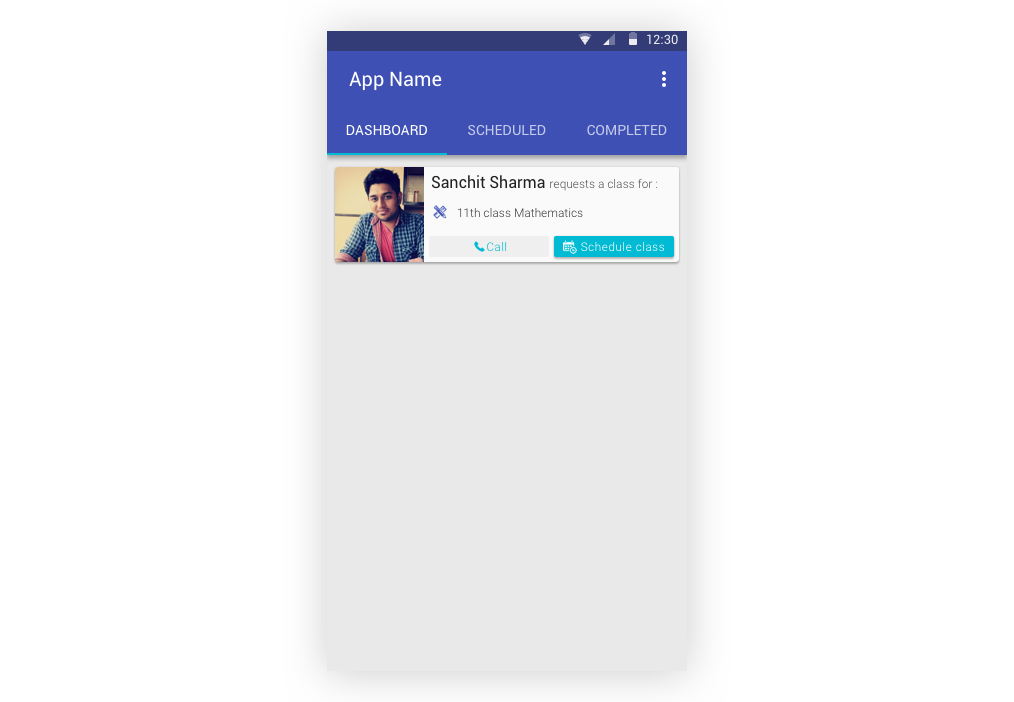 12:30
App Name
DASHBOARD SCHEDULED COMPLETED
Sanchit Sharma requests a class for :
11th class Mathematics
Call Schedule class